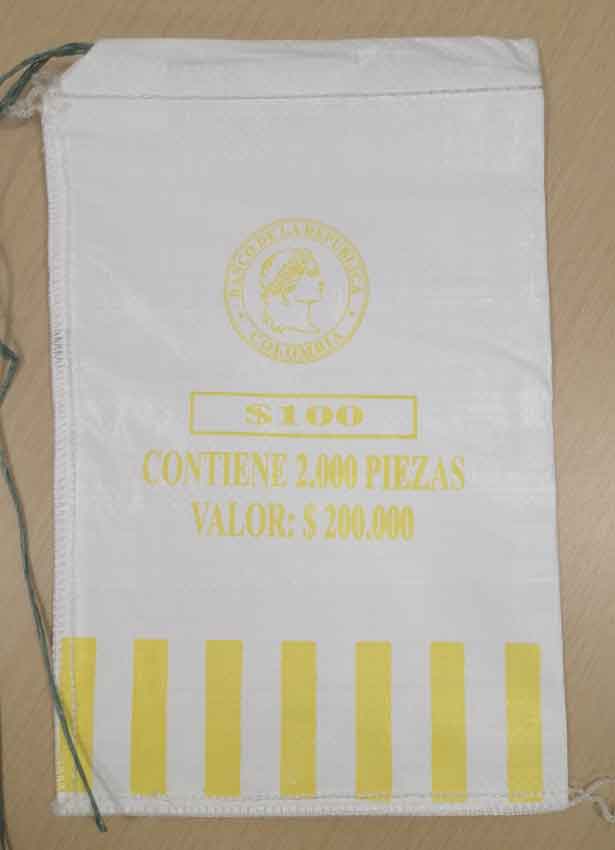 BANCO DE LA REPUBLICA
COLOMBIA
$100
CONTIENE 2.000 PIEZAS
VALOR: $ 200.000